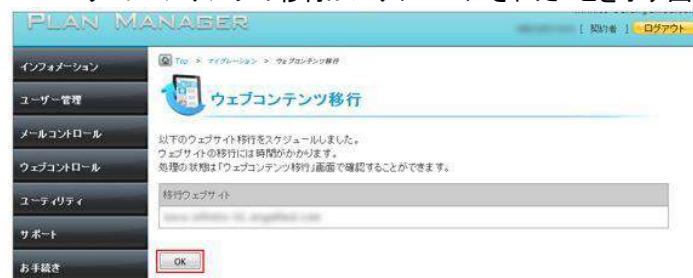 PLAN MANAGER
[ 契約者 ] ログアウト
インフォメーション
ユーザー管理
メールコントロール
ウェブコントロール
ユーティリティ
サポート
お手続き
Top > マイグレーション > ウェブコンテンツ移行
ウェブコンテンツ移行
以下のウェブサイト移行をスケジュールしました。
ウェブサイトの移行には時間がかかります。
処理の状態は「ウェブコンテンツ移行」画面で確認することができます。
移行ウェブサイト
OK